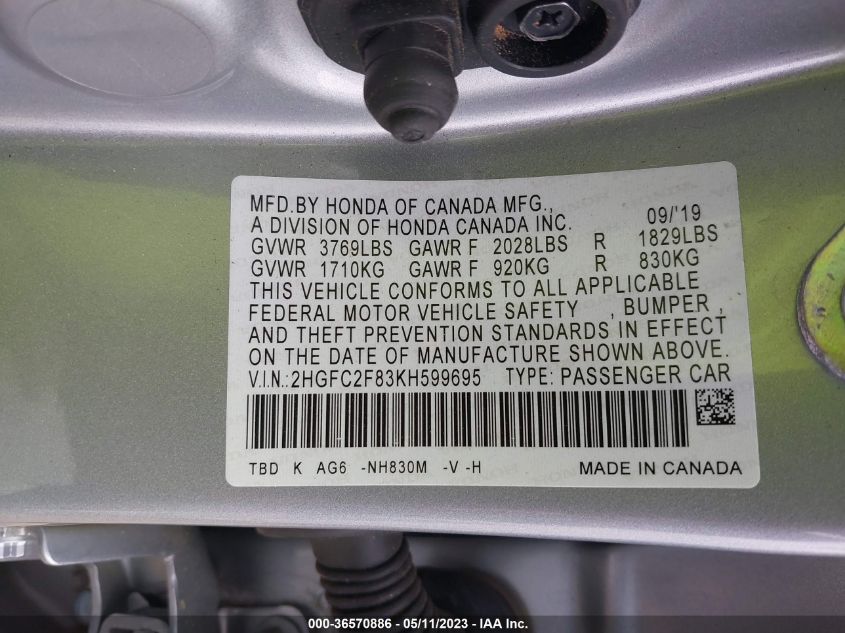 MFD.BY HONDA OF CANADA MFG.,
A DIVISION OF HONDA CANADA INC. 09/'19
GVWR 3769LBS GAWR F 2028LBS R 1829LBS
GVWR 1710KG GAWR F 920KG R 830KG
THIS VEHICLE CONFORMS TO ALL APPLICABLE
FEDERAL MOTOR VEHICLE SAFETY , BUMPER ,
AND THEFT PREVENTION STANDARDS IN EFFECT
ON THE DATE OF MANUFACTURE SHOWN ABOVE.
V.I.N.:2HGFC2F83KH599695 TYPE: PASSENGER CAR
TBD K AG6 -NH830M -V -H MADE IN CANADA
000-36570886 - 05/11/2023 - IAA Inc.